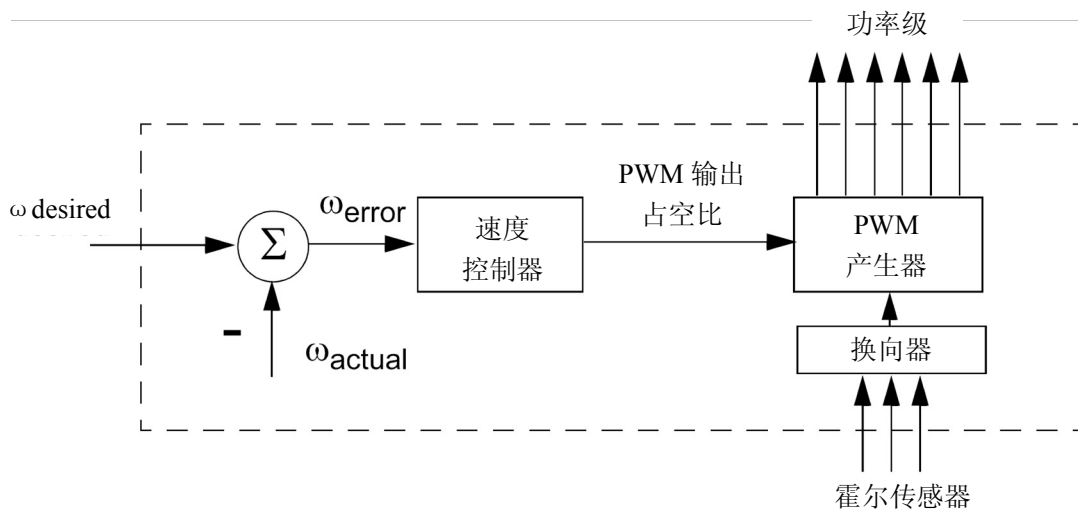 功率级
PWM 输出
占空比
ω desired
ωerror
Σ
速度
控制器
PWM
产生器
-
ωactual
换向器
霍尔传感器